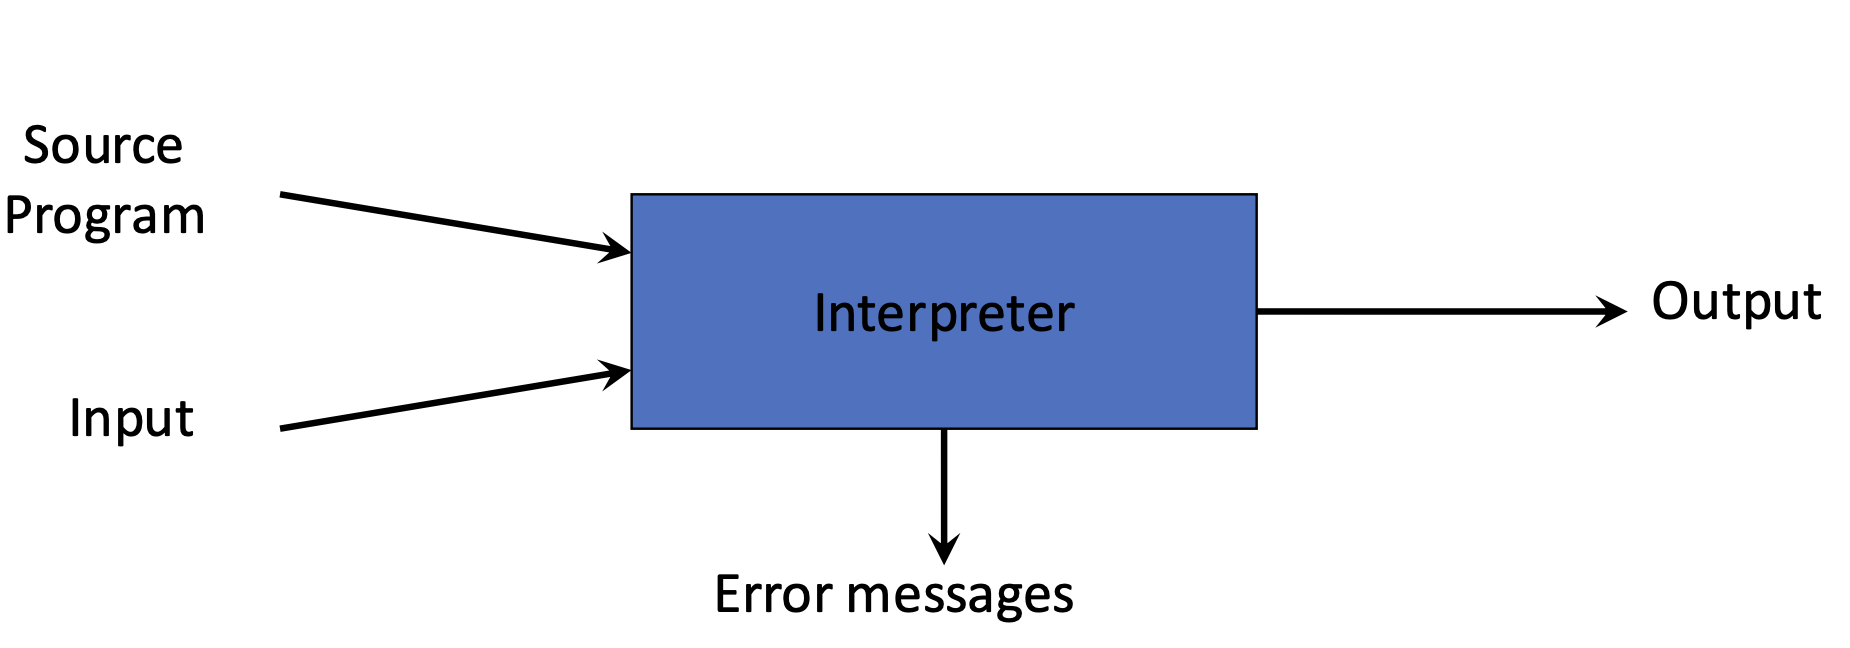 Source
Program
Input
Interpreter
Output
Error messages